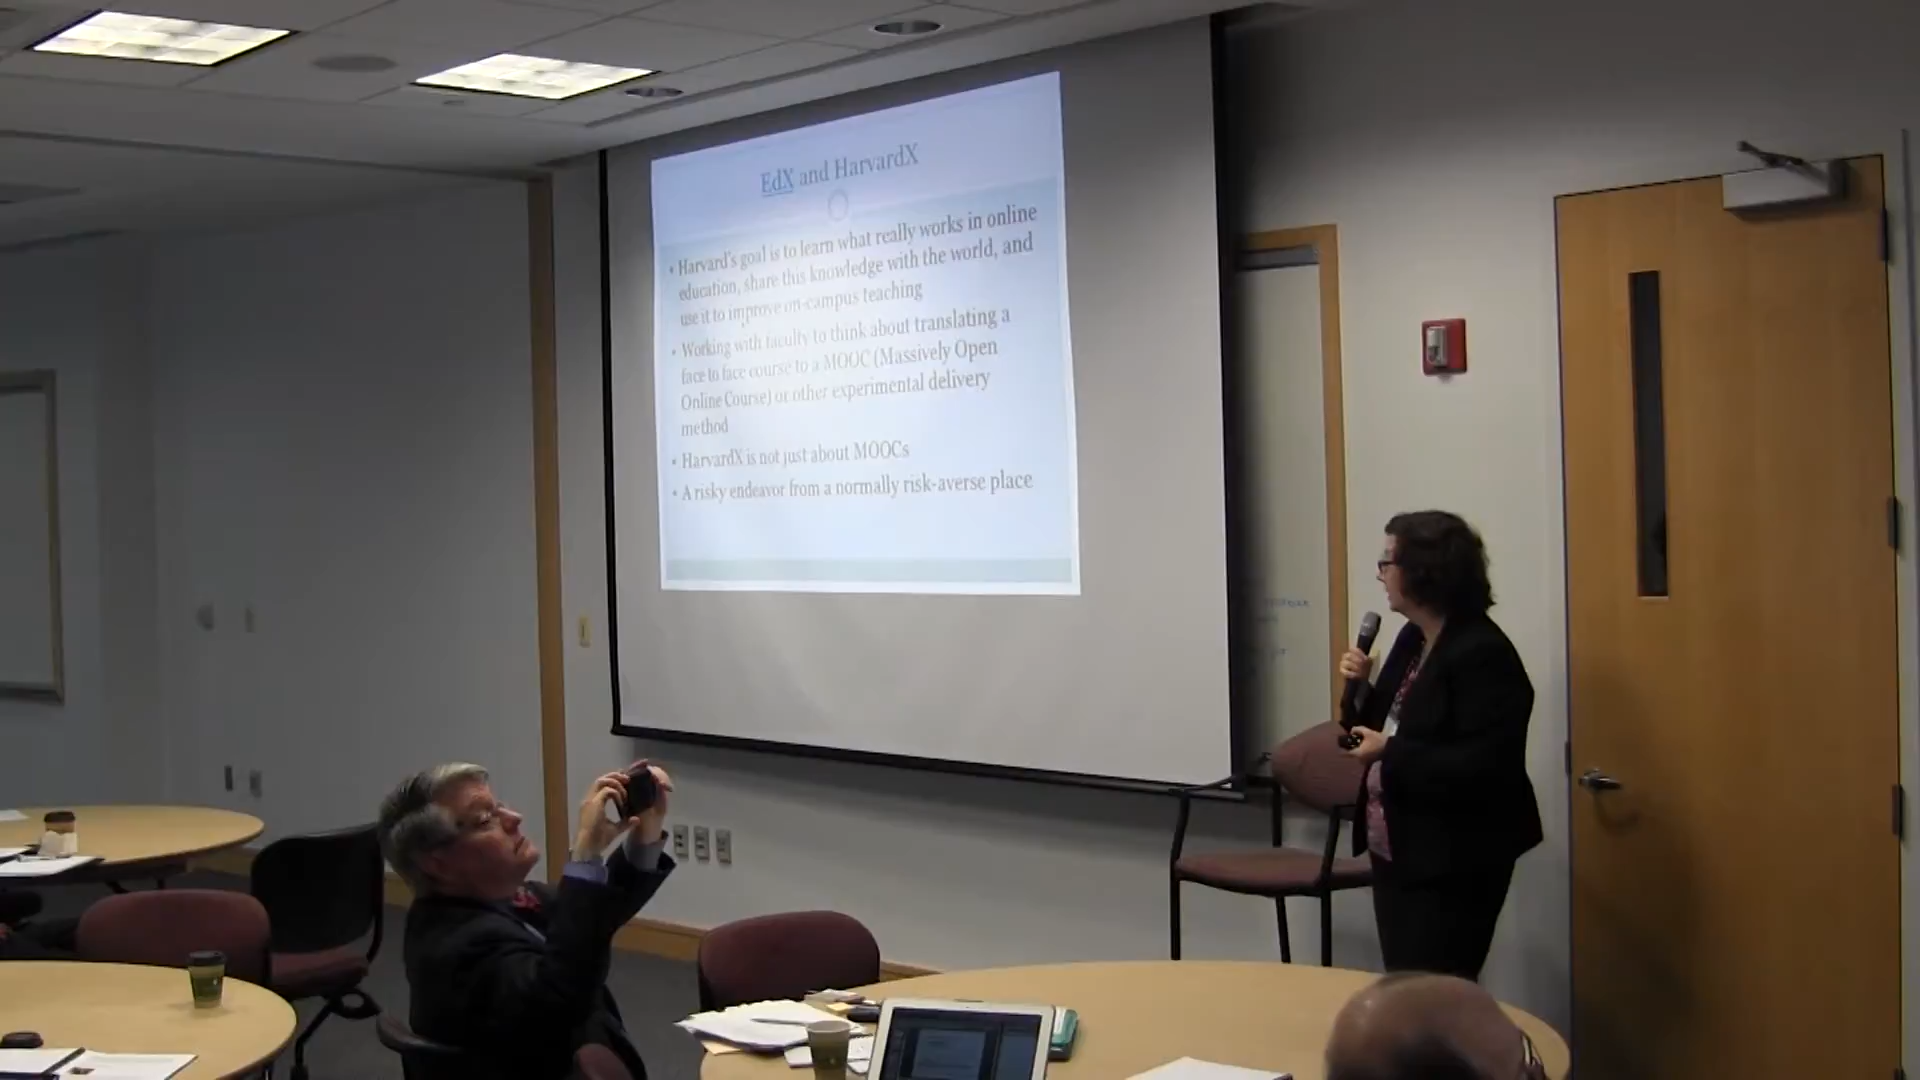 EdX and HarvardX
• Harvard's goal is to learn what really works in online
education, share this knowledge with the world, and
use it to improve on-campus teaching
• Working with faculty to think about translating a
face to face course to a MOOC (Massively Open
Online Course) or other experimental delivery
method
• HarvardX is not just about MOOCs
• A risky endeavor from a normally risk-averse place